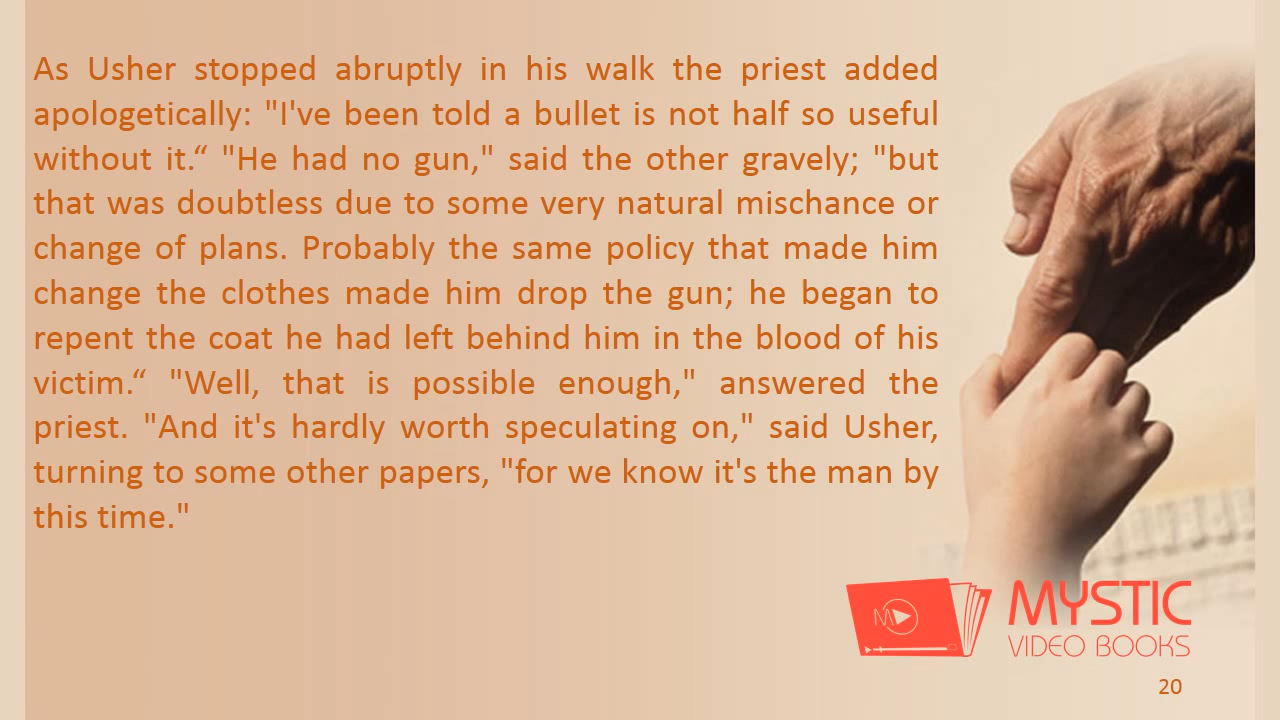 As Usher stopped abruptly in his walk the priest added
apologetically: "I've been told a bullet is not half so useful
without it.“ "He had no gun," said the other gravely; "but
that was doubtless due to some very natural mischance or
change of plans. Probably the same policy that made him
change the clothes made him drop the gun; he began to
repent the coat he had left behind him in the blood of his
victim.“ "Well, that is possible enough," answered the
priest. "And it's hardly worth speculating on," said Usher,
turning to some other papers, "for we know it's the man by
this time."
M
MYSTIC
VIDEO BOOKS
20